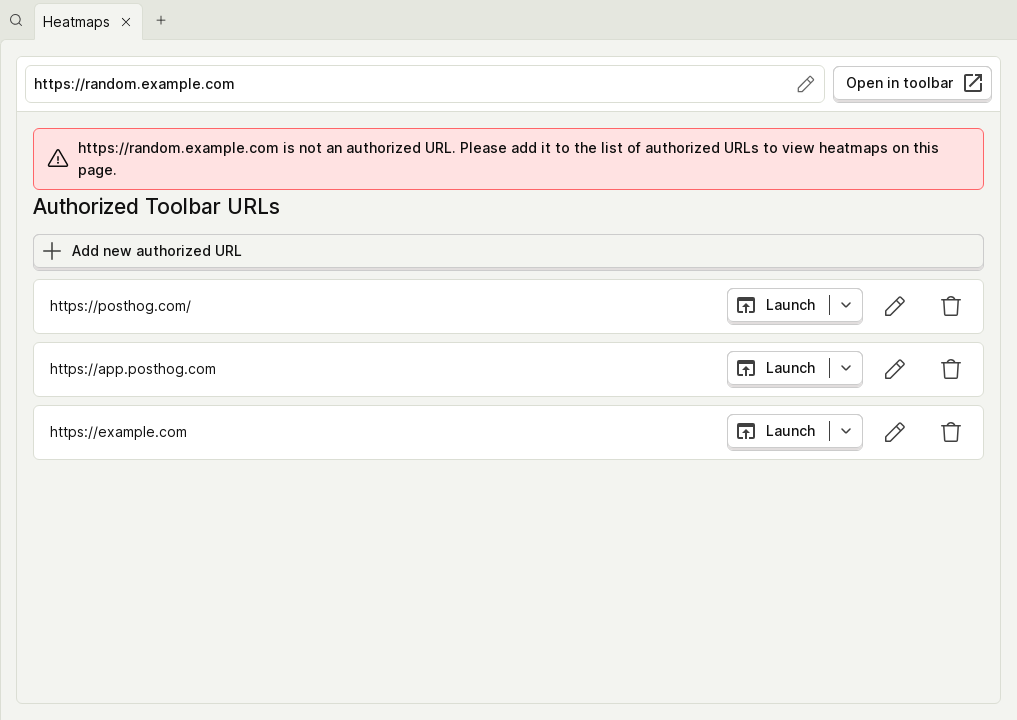 Heatmaps
https://random.example.com
Open in toolbar
https://random.example.com is not an authorized URL. Please add it to the list of authorized URLs to view heatmaps on this
page.
Authorized Toolbar URLs
Add new authorized URL
https://posthog.com/
Launch
https://app.posthog.com
Launch
https://example.com
Launch